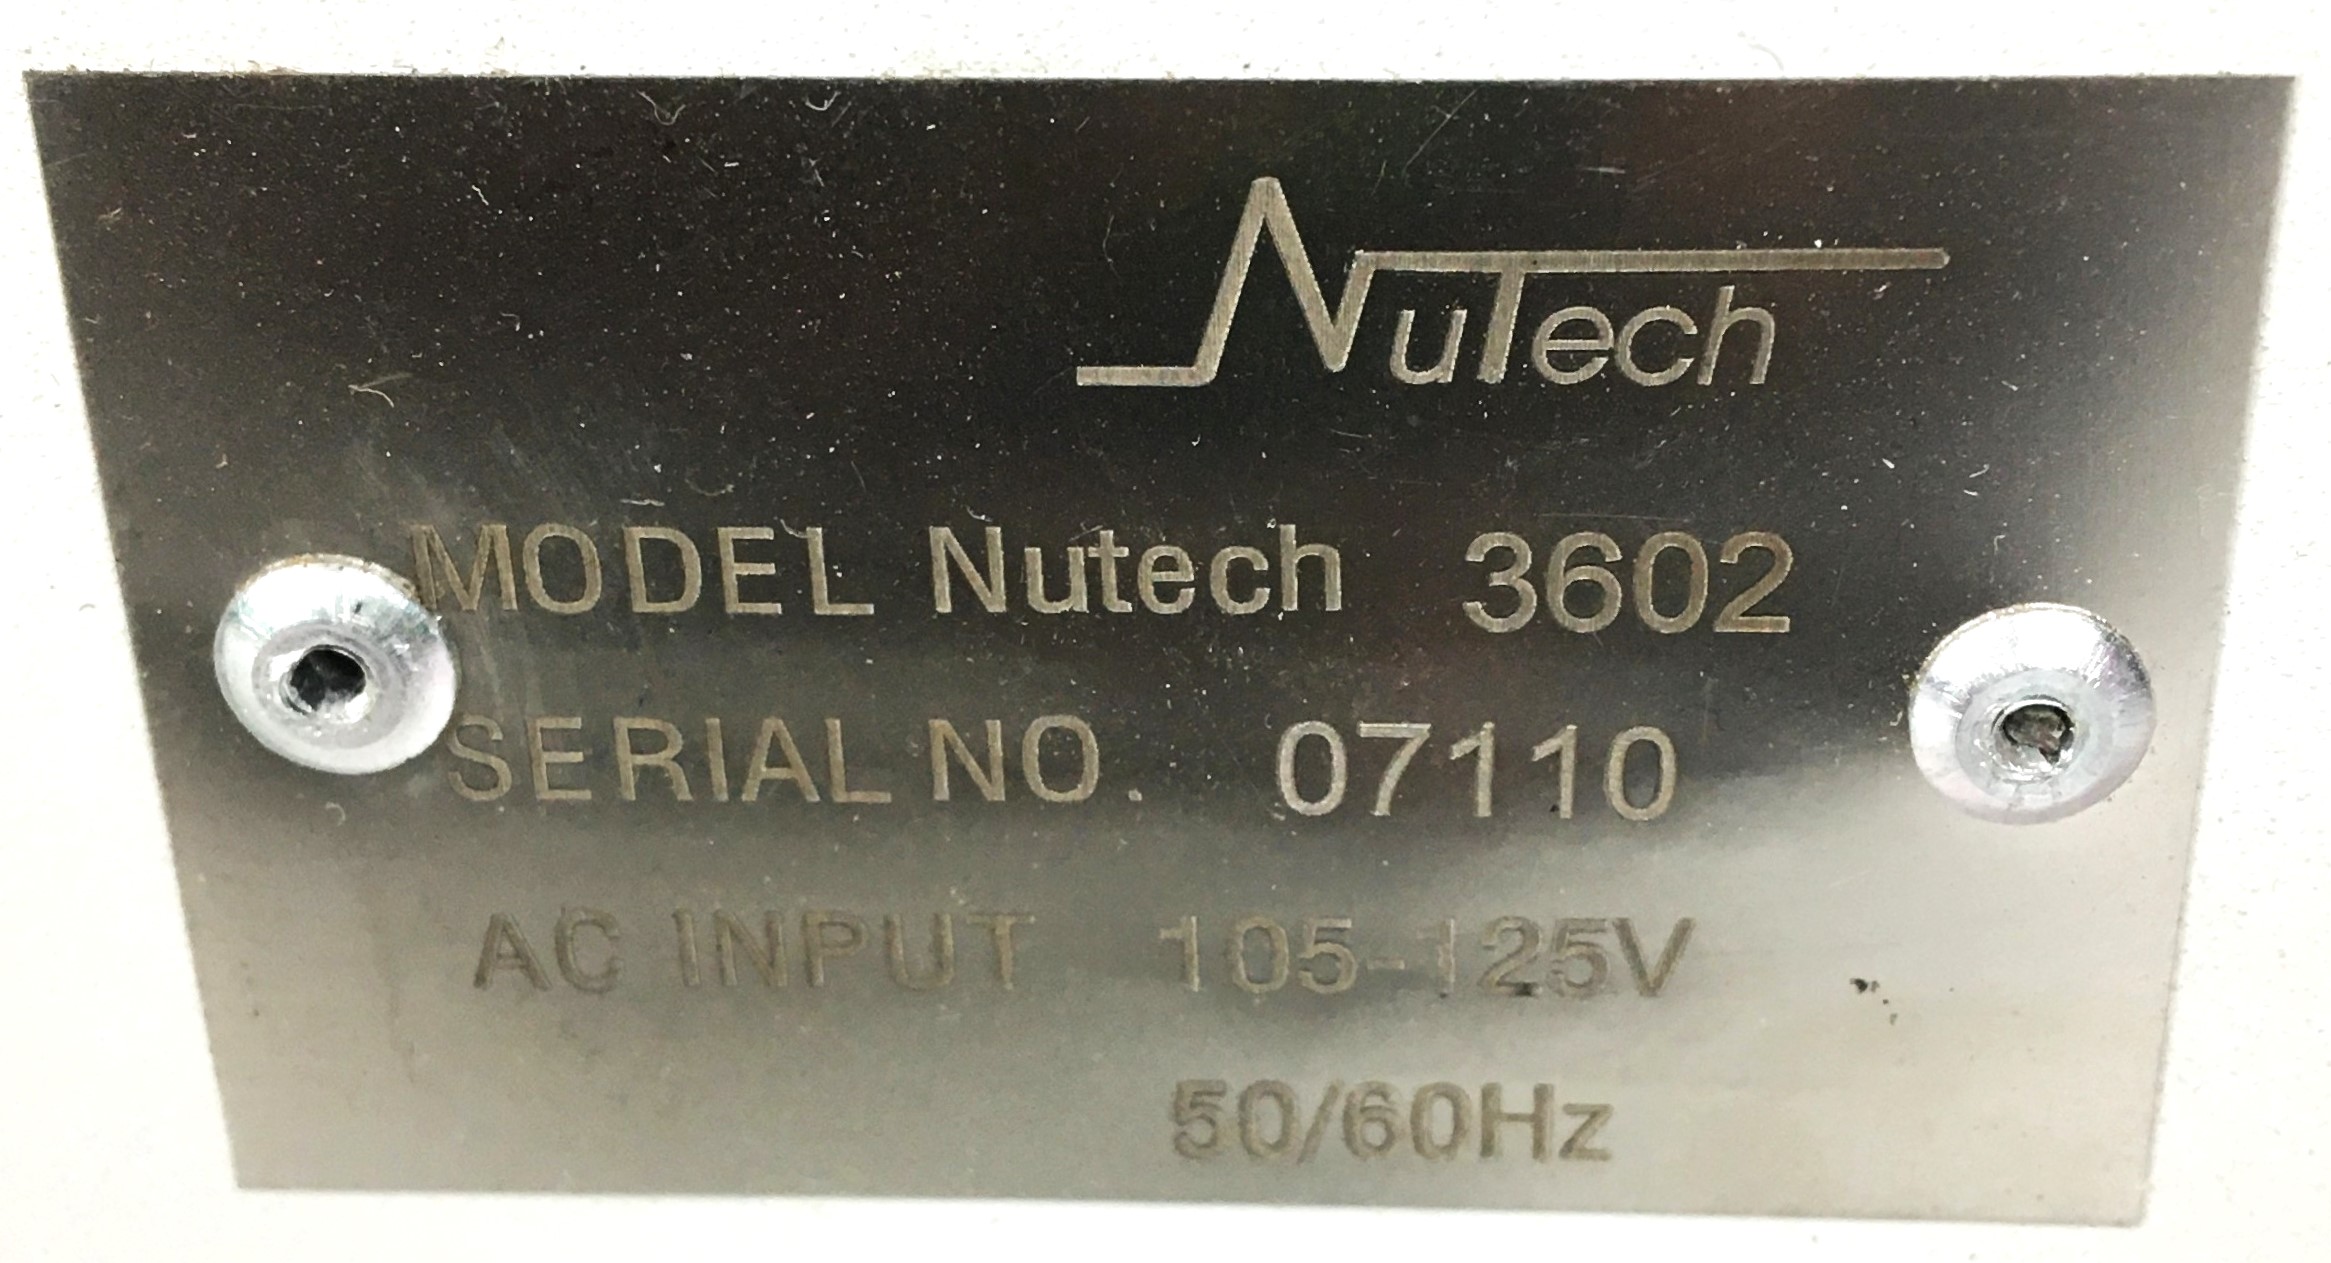 NuTech
MODEL Nutech 3602
SERIAL NO. 07110
AC INPUT 105-125V
50/60Hz